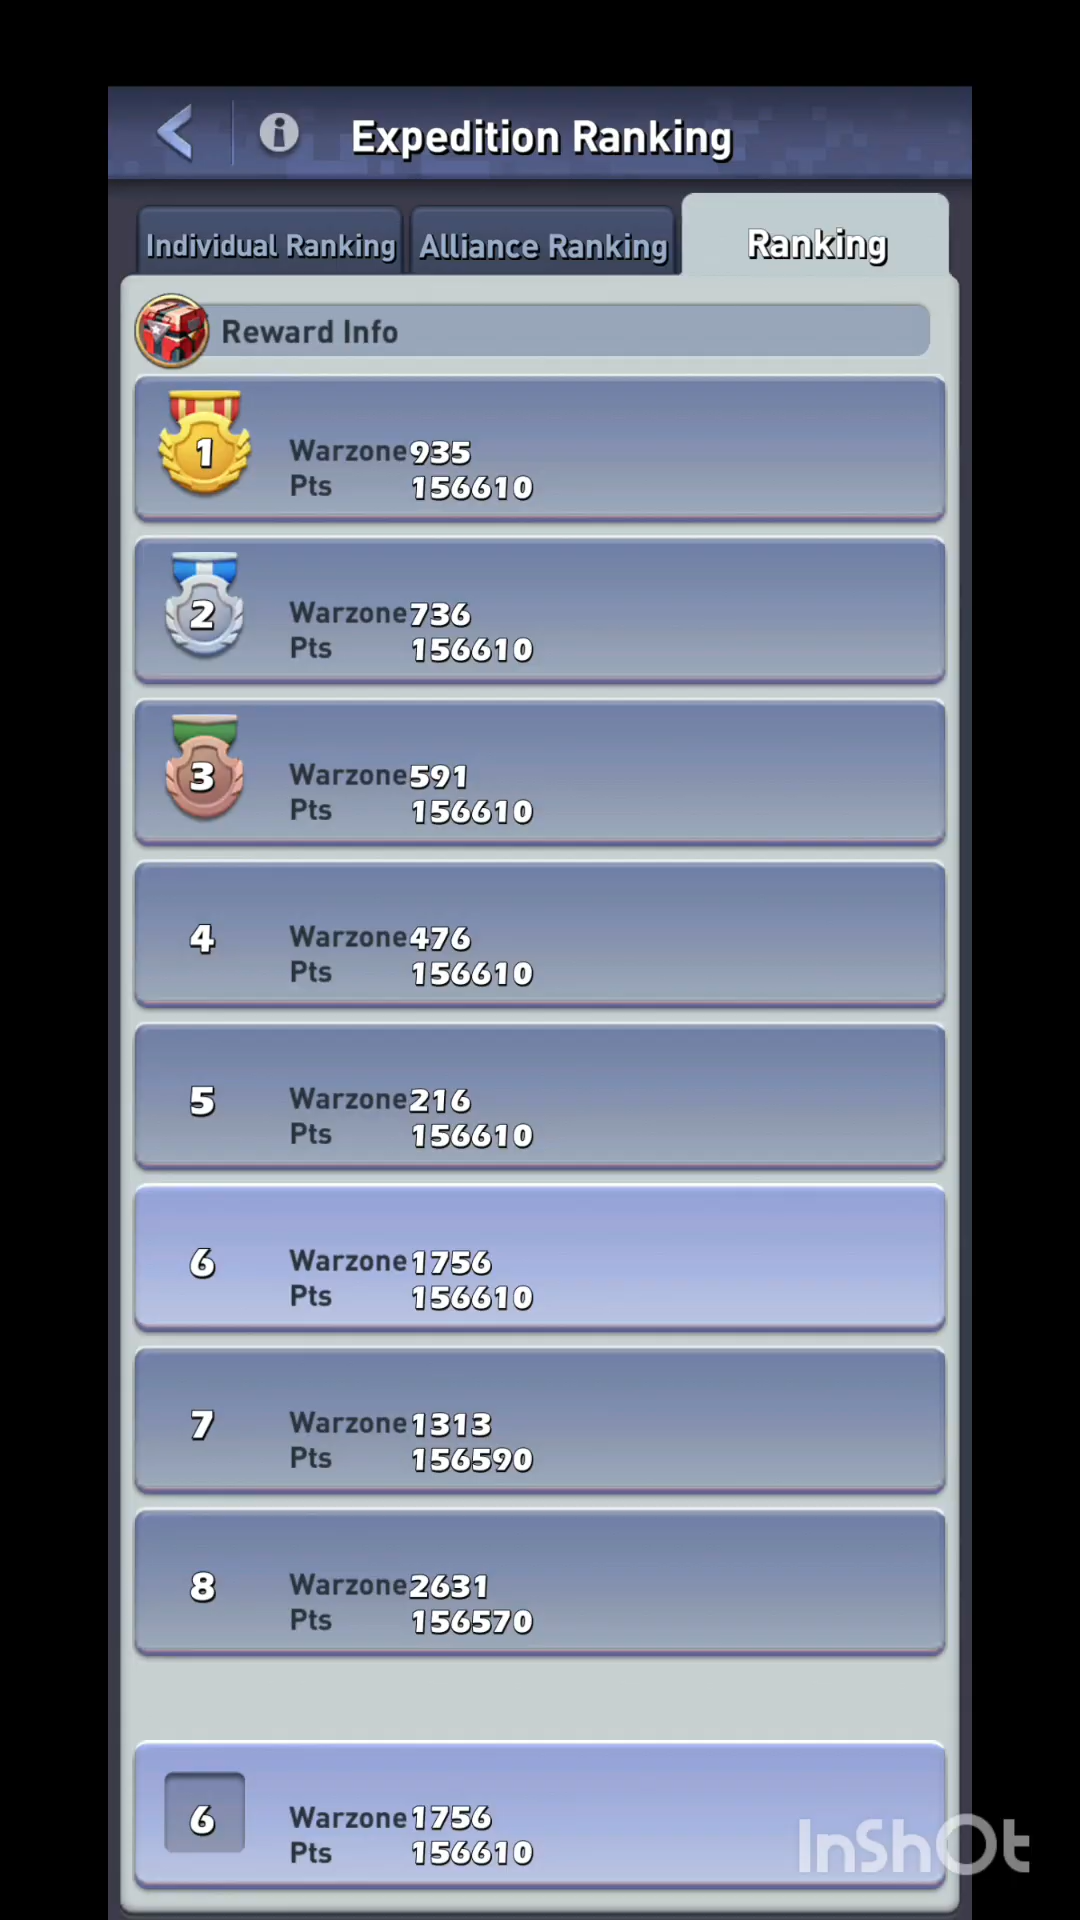 Expedition Ranking
Individual Ranking
Alliance Ranking
Ranking
Reward Info
1
Warzone 935
Pts 156610
2
Warzone 736
Pts 156610
3
Warzone 591
Pts 156610
4
Warzone 476
Pts 156610
5
Warzone 216
Pts 156610
6
Warzone 1756
Pts 156610
7
Warzone 1313
Pts 156590
8
Warzone 2631
Pts 156570
6
Warzone 1756
Pts 156610
InShOt